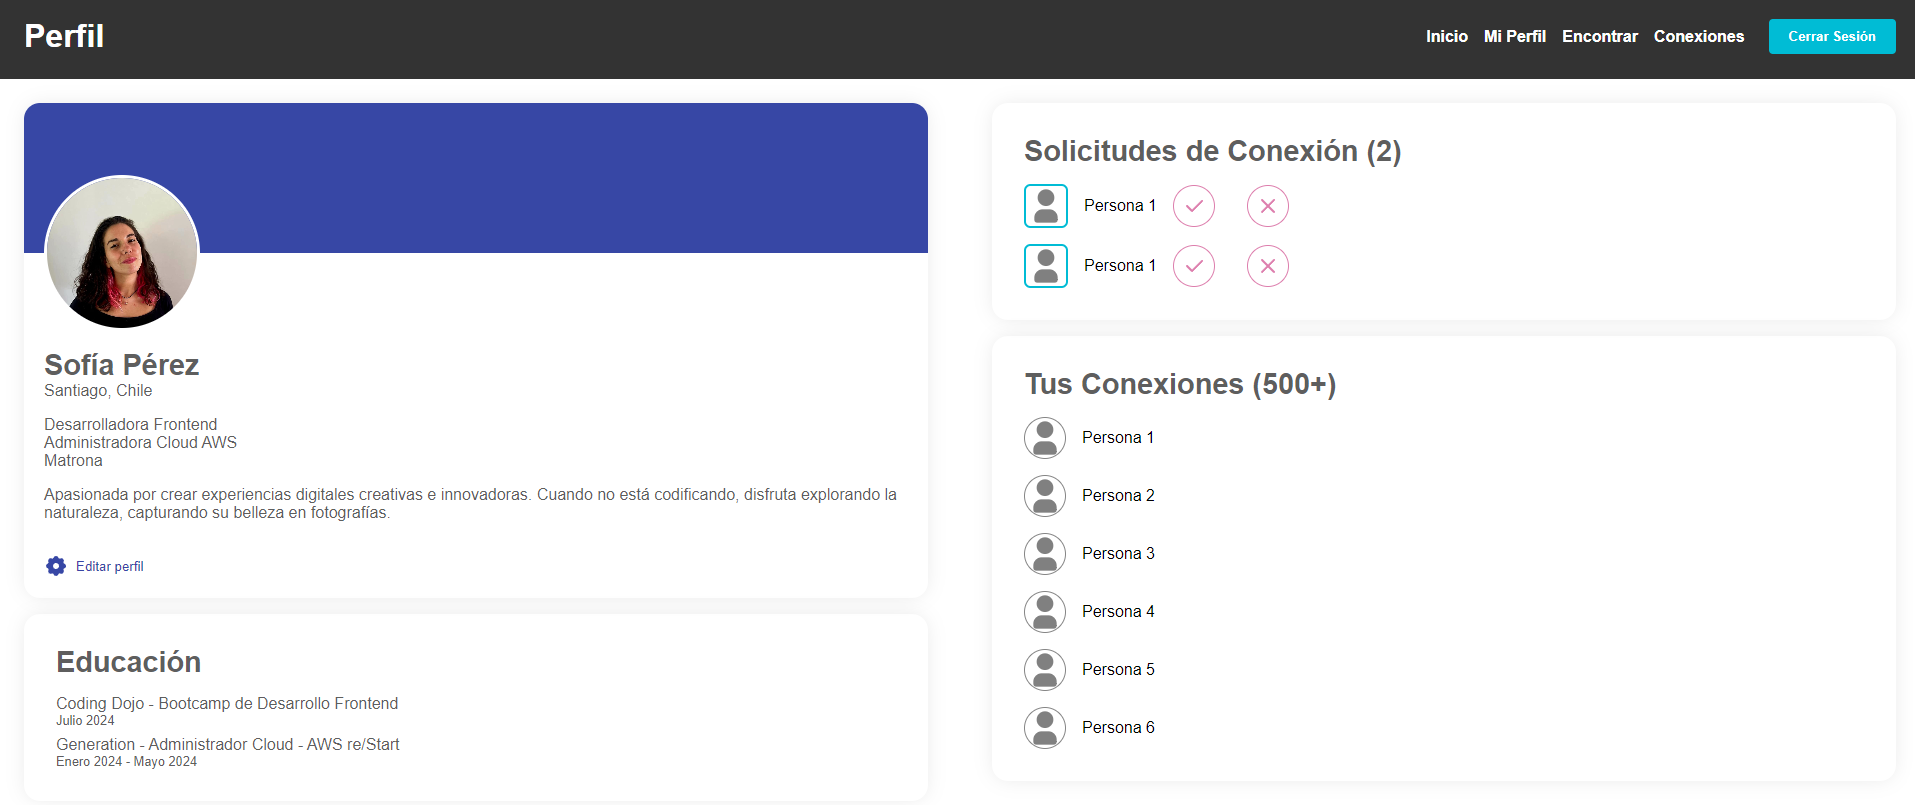 Perfil
Inicio Mi Perfil Encontrar Conexiones Cerrar Sesión
Sofía Pérez
Santiago, Chile
Desarrolladora Frontend
Administradora Cloud AWS
Matrona
Apasionada por crear experiencias digitales creativas e innovadoras. Cuando no está codificando, disfruta explorando la
naturaleza, capturando su belleza en fotografías.
Editar perfil
Educación
Coding Dojo - Bootcamp de Desarrollo Frontend
Julio 2024
Generation - Administrador Cloud - AWS re/Start
Enero 2024 - Mayo 2024
Solicitudes de Conexión (2)
Persona 1
Persona 1
Tus Conexiones (500+)
Persona 1
Persona 2
Persona 3
Persona 4
Persona 5
Persona 6